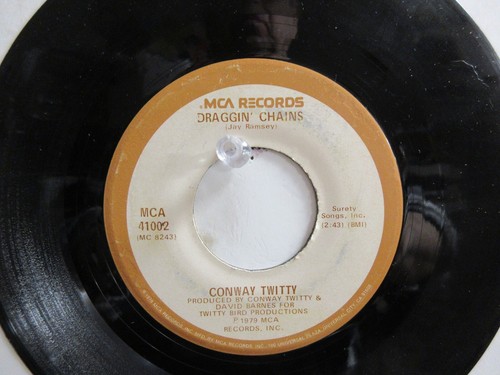 MCA RECORDS
DRAGGIN' CHAINS
(Jay Ramsey)
MCA
41002
(MC 8243)
Surety
Songs, Inc.
(2:43) (BMI)
CONWAY TWITTY
PRODUCED BY CONWAY TWITTY &
DAVID BARNES FOR
TWITTY BIRD PRODUCTIONS
℗ 1979 MCA
RECORDS, INC.